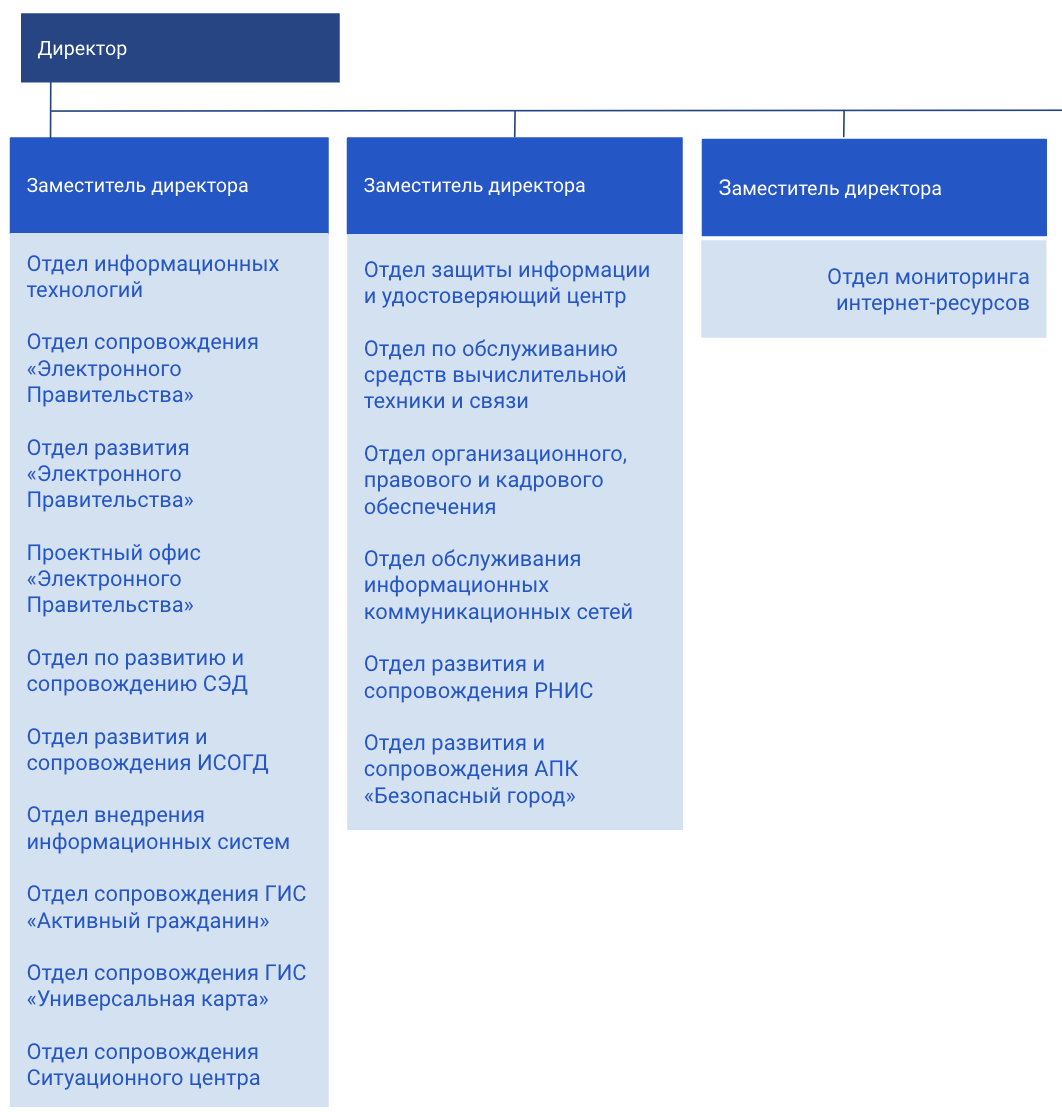 Директор
Заместитель директора
Отдел информационных
технологий
Отдел сопровождения
«Электронного
Правительства»
Отдел развития
«Электронного
Правительства»
Проектный офис
«Электронного
Правительства»
Отдел по развитию и
сопровождению СЭД
Отдел развития и
сопровождения ИСОГД
Отдел внедрения
информационных систем
Отдел сопровождения ГИС
«Активный гражданин»
Отдел сопровождения ГИС
«Универсальная карта»
Отдел сопровождения
Ситуационного центра
Заместитель директора
Отдел защиты информации
и удостоверяющий центр
Отдел по обслуживанию
средств вычислительной
техники и связи
Отдел организационного,
правового и кадрового
обеспечения
Отдел обслуживания
информационных
коммуникационных сетей
Отдел развития и
сопровождения РНИС
Отдел развития и
сопровождения АПК
«Безопасный город»
Заместитель директора
Отдел мониторинга
интернет-ресурсов